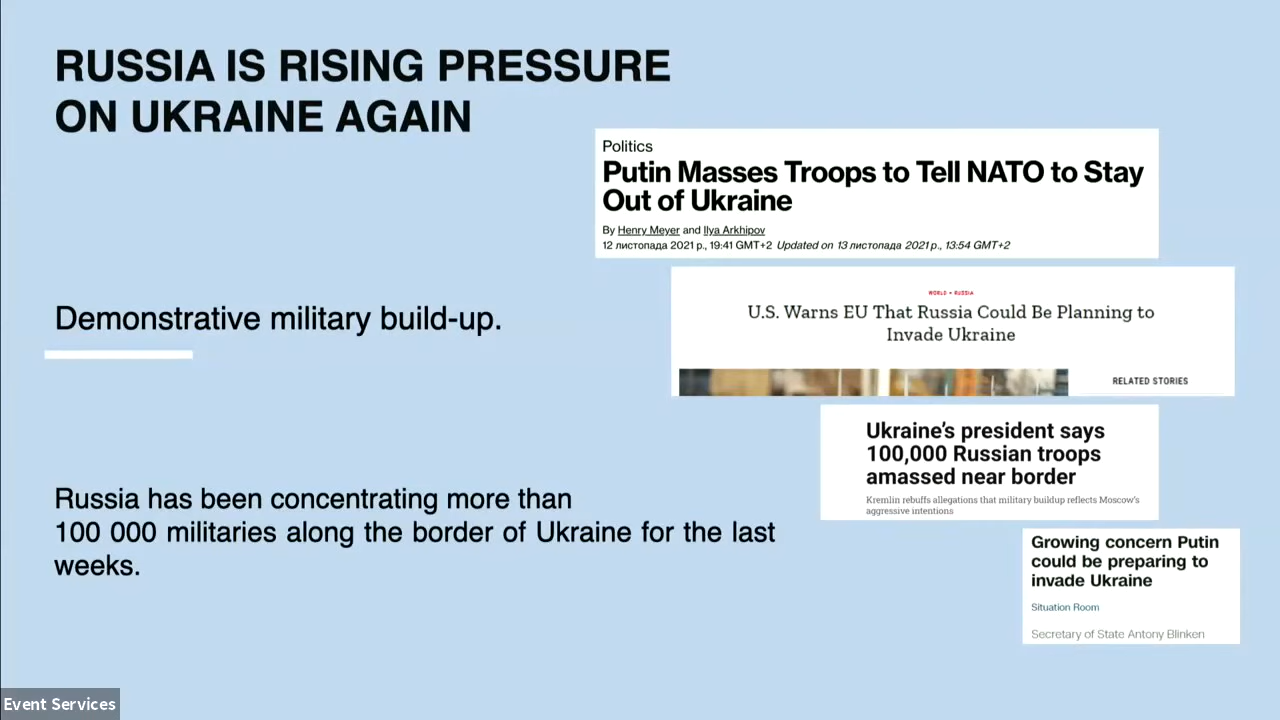 RUSSIA IS RISING PRESSURE
ON UKRAINE AGAIN
Politics
Putin Masses Troops to Tell NATO to Stay
Out of Ukraine
By Henry Meyer and Ilya Arkhipov
12 листопада 2021 р., 19:41 GMT+2 Updated on 13 листопада 2021 р., 13:54 GMT+2
WORLD • RUSSIA
U.S. Warns EU That Russia Could Be Planning to
Invade Ukraine
RELATED STORIES
Demonstrative military build-up.
Ukraine’s president says
100,000 Russian troops
amassed near border
Kremlin rebuffs allegations that military buildup reflects Moscow’s
aggressive intentions
Russia has been concentrating more than
100 000 militaries along the border of Ukraine for the last
weeks.
Growing concern Putin
could be preparing to
invade Ukraine
Situation Room
Secretary of State Antony Blinken
Event Services